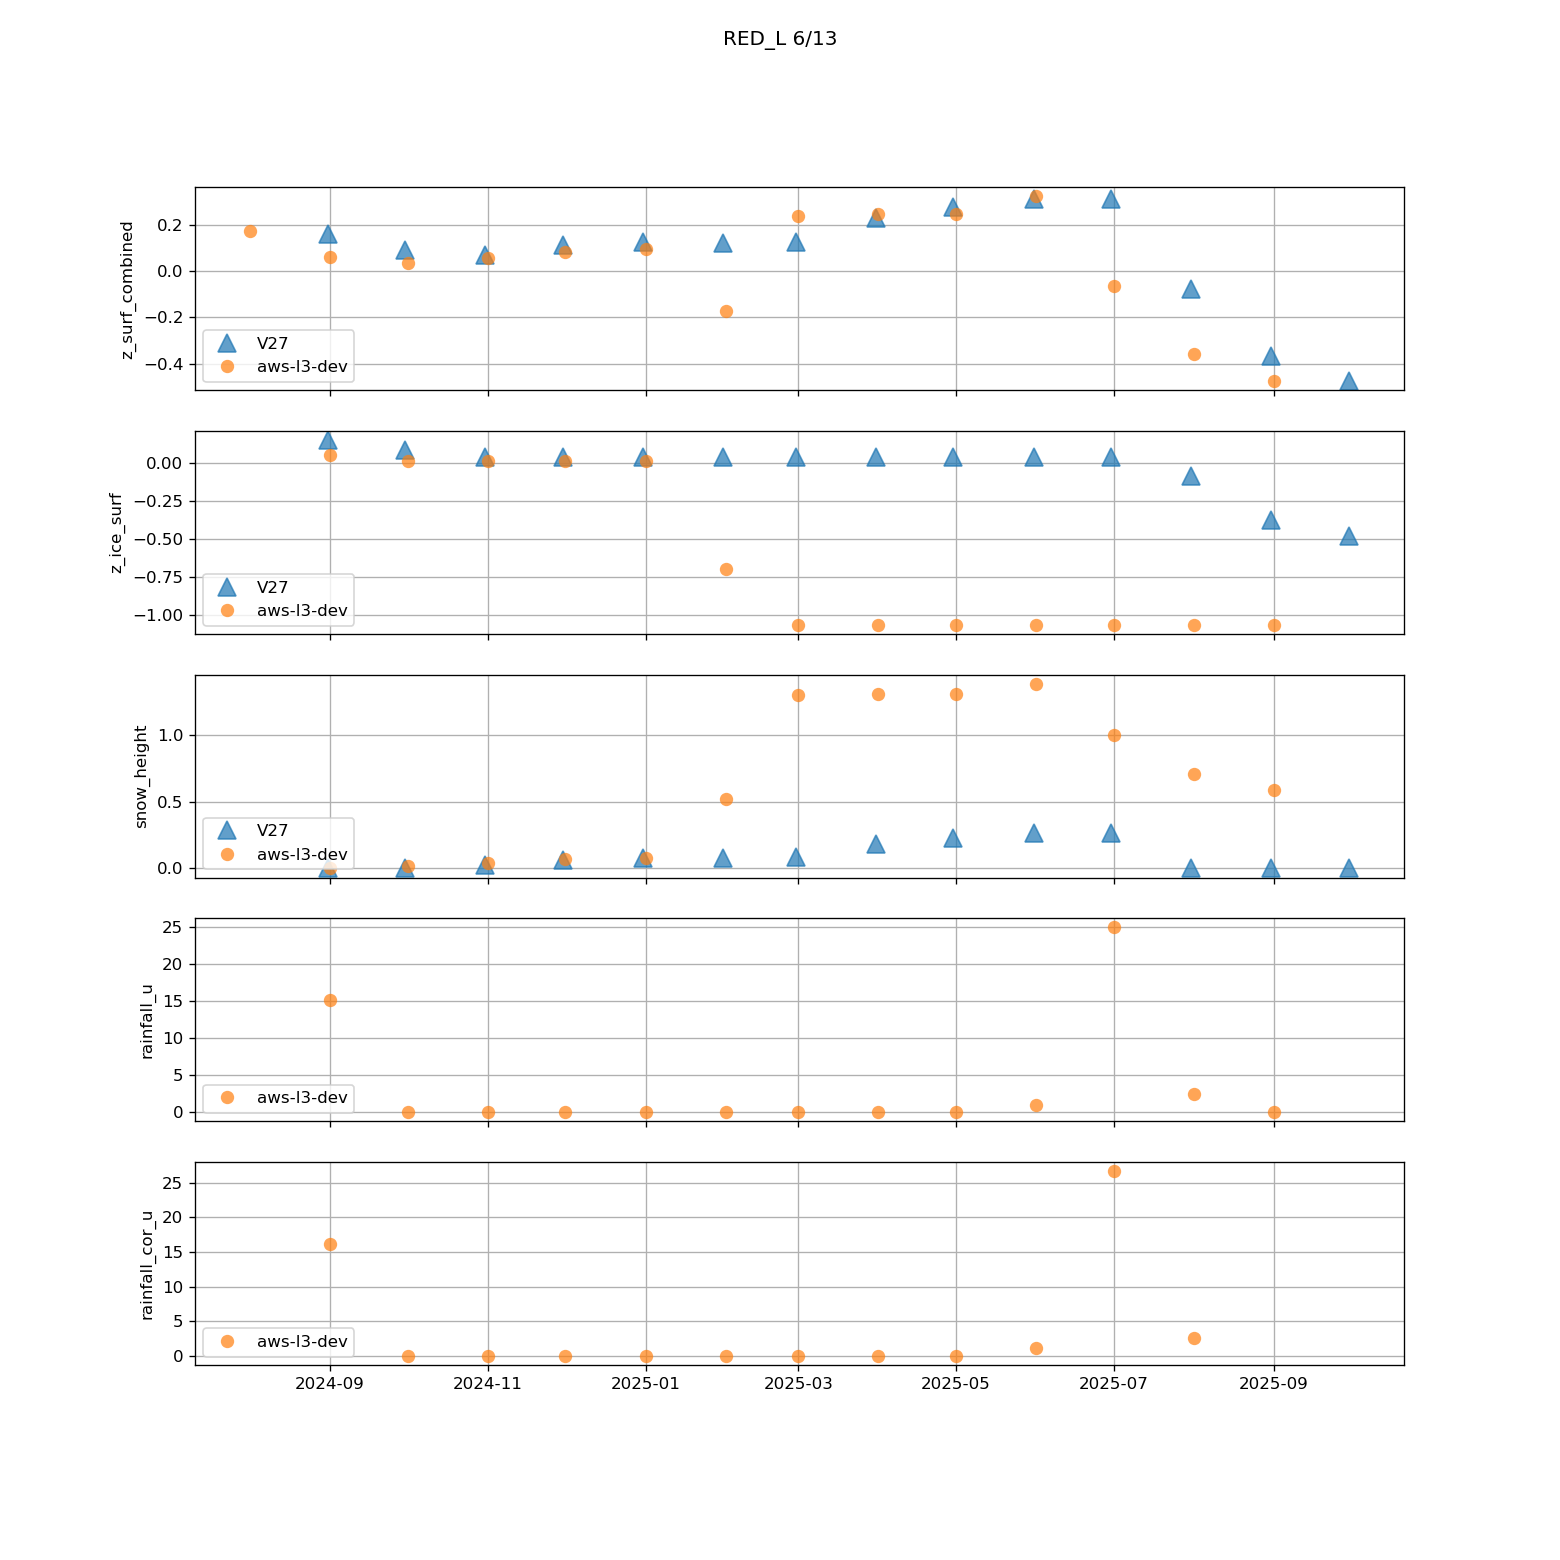 RED_L 6/13
z_surf_combined
0.2
0.0
−0.2
−0.4
V27
aws-l3-dev
z_ice_surf
0.00
−0.25
−0.50
−0.75
−1.00
V27
aws-l3-dev
snow_height
1.0
0.5
0.0
V27
aws-l3-dev
rainfall_u
25
20
15
10
5
0
aws-l3-dev
rainfall_cor_u
25
20
15
10
5
0
aws-l3-dev
2024-09 2024-11 2025-01 2025-03 2025-05 2025-07 2025-09